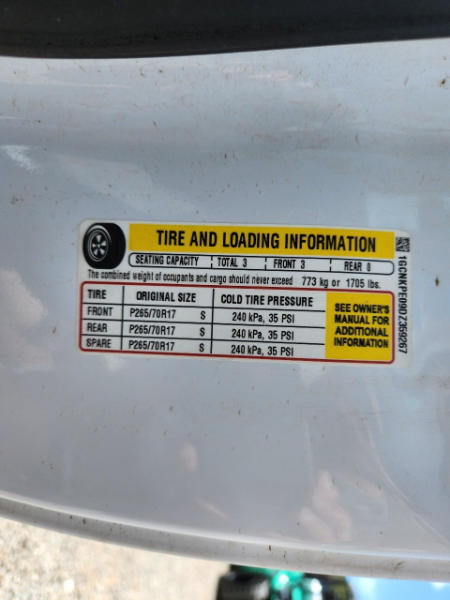 TIRE AND LOADING INFORMATION
SEATING CAPACITY TOTAL 3 FRONT 3 REAR 0
The combined weight of occupants and cargo should never exceed 773 kg or 1705 lbs.
TIRE ORIGINAL SIZE COLD TIRE PRESSURE
FRONT P265/70R17 S 240 kPa, 35 PSI
REAR P265/70R17 S 240 kPa, 35 PSI
SPARE P265/70R17 S 240 kPa, 35 PSI
SEE OWNER'S
MANUAL FOR
ADDITIONAL
INFORMATION